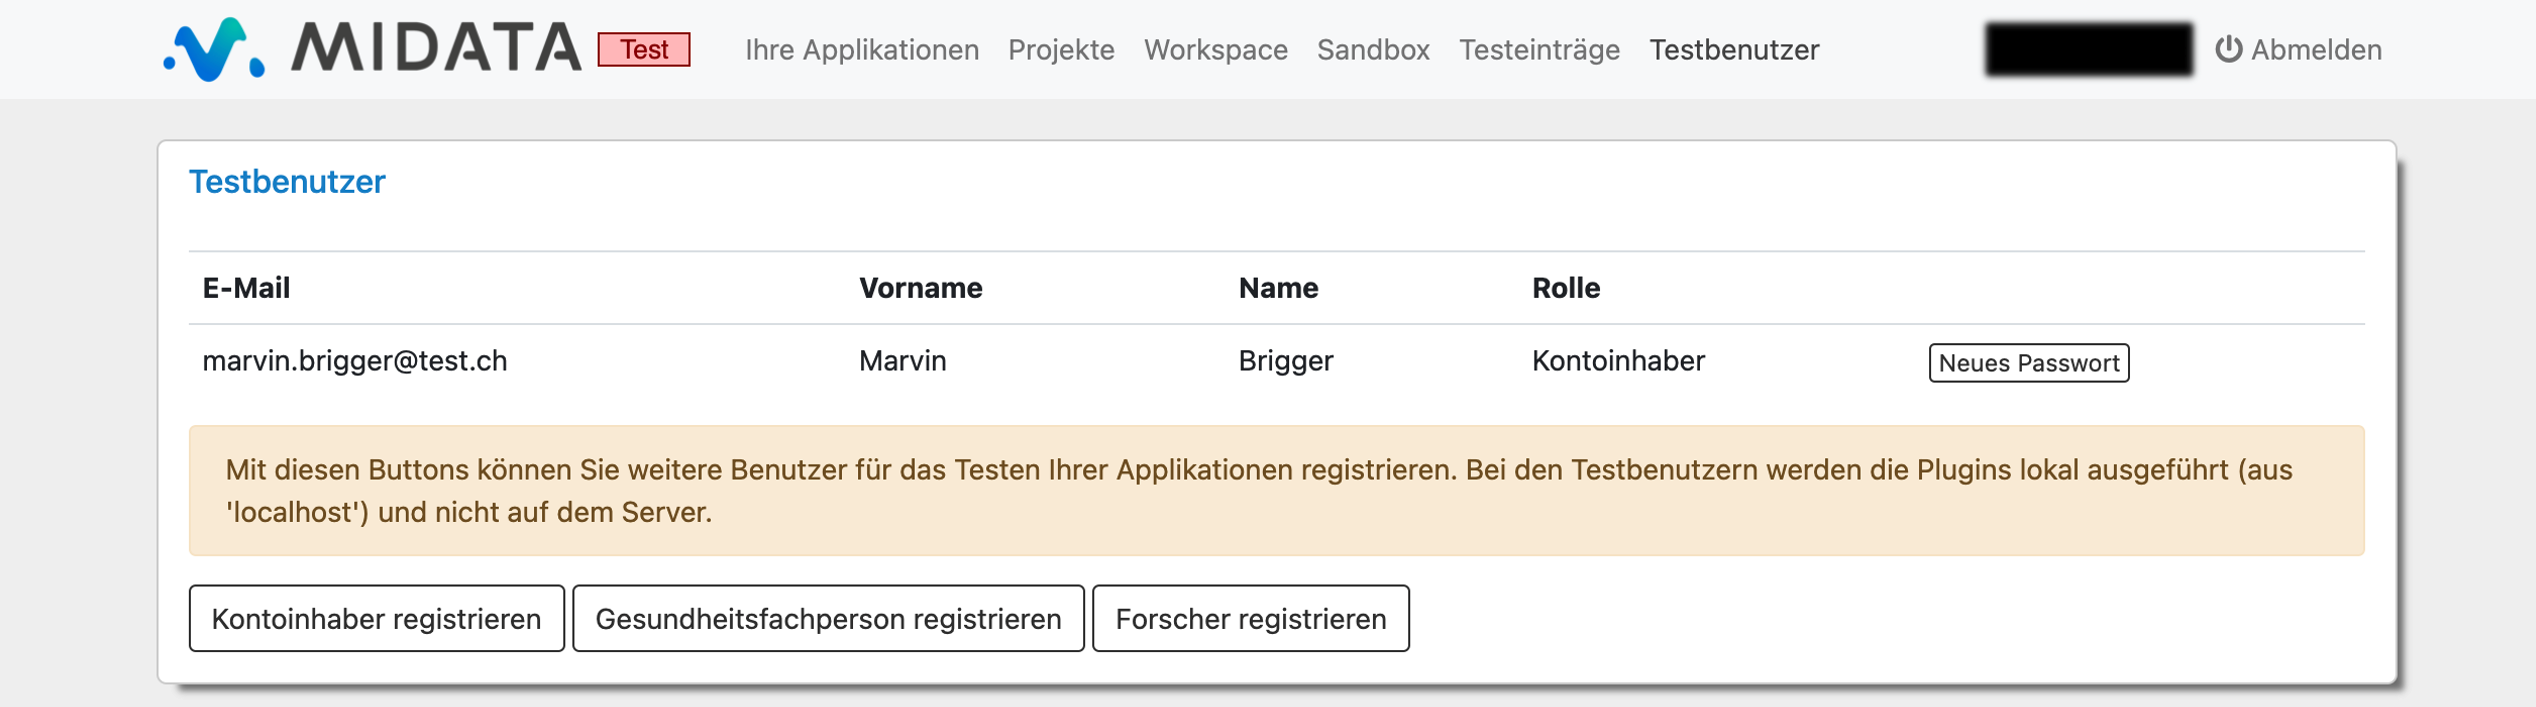 MIDATA Test Ihre Applikationen Projekte Workspace Sandbox Testeinträge Testbenutzer Abmelden
Testbenutzer
E-Mail Vorname Name Rolle
marvin.brigger@test.ch Marvin Brigger Kontoinhaber Neues Passwort
Mit diesen Buttons können Sie weitere Benutzer für das Testen Ihrer Applikationen registrieren. Bei den Testbenutzern werden die Plugins lokal ausgeführt (aus
'localhost') und nicht auf dem Server.
Kontoinhaber registrieren Gesundheitsfachperson registrieren Forscher registrieren